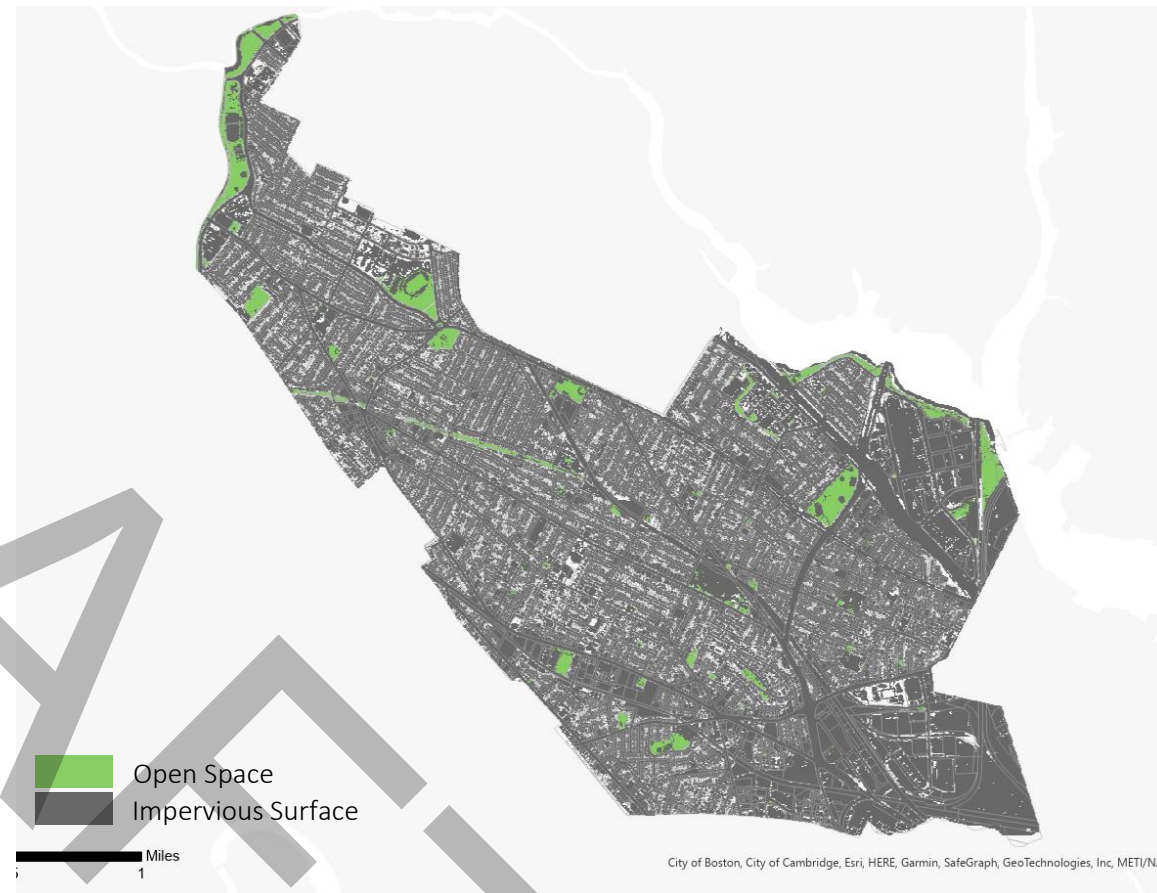 Open Space
Impervious Surface
Miles
1
City of Boston, City of Cambridge, Esri, HERE, Garmin, SafeGraph, GeoTechnologies, Inc, METI/N